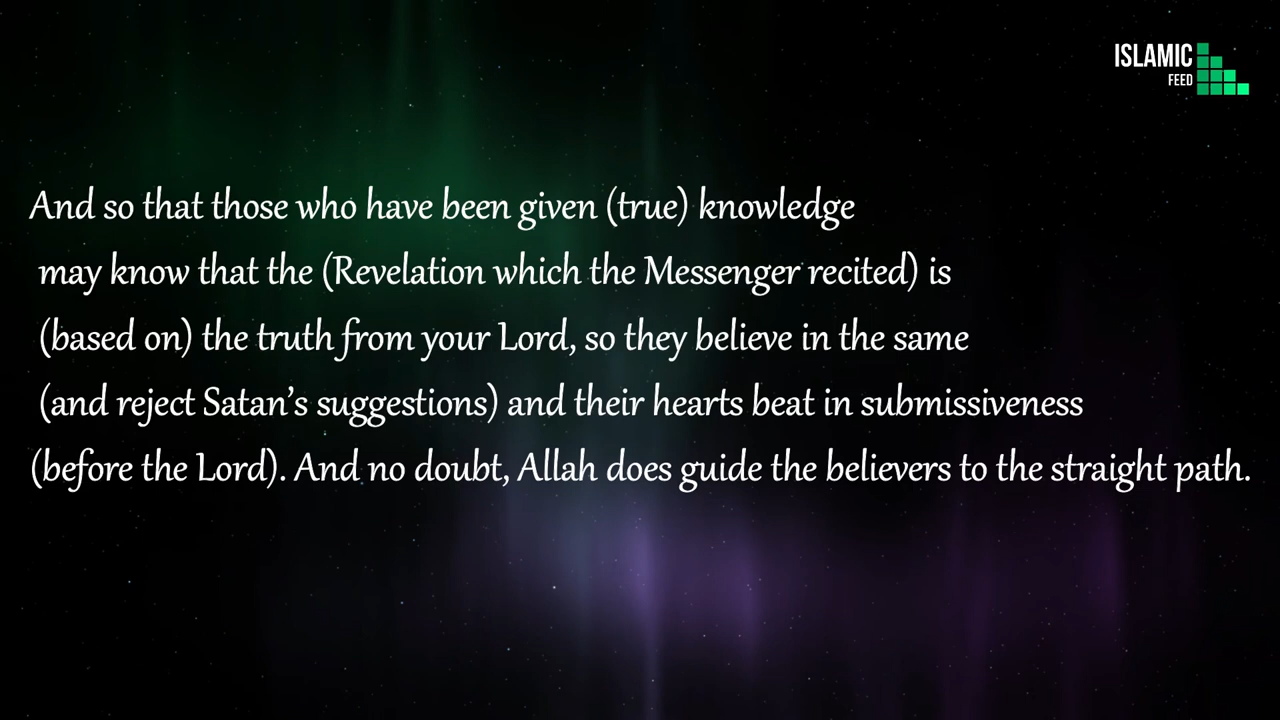 ISLAMIC
FEED
And so that those who have been given (true) knowledge
may know that the (Revelation which the Messenger recited) is
(based on) the truth from your Lord, so they believe in the same
(and reject Satan’s suggestions) and their hearts beat in submissiveness
(before the Lord). And no doubt, Allah does guide the believers to the straight path.